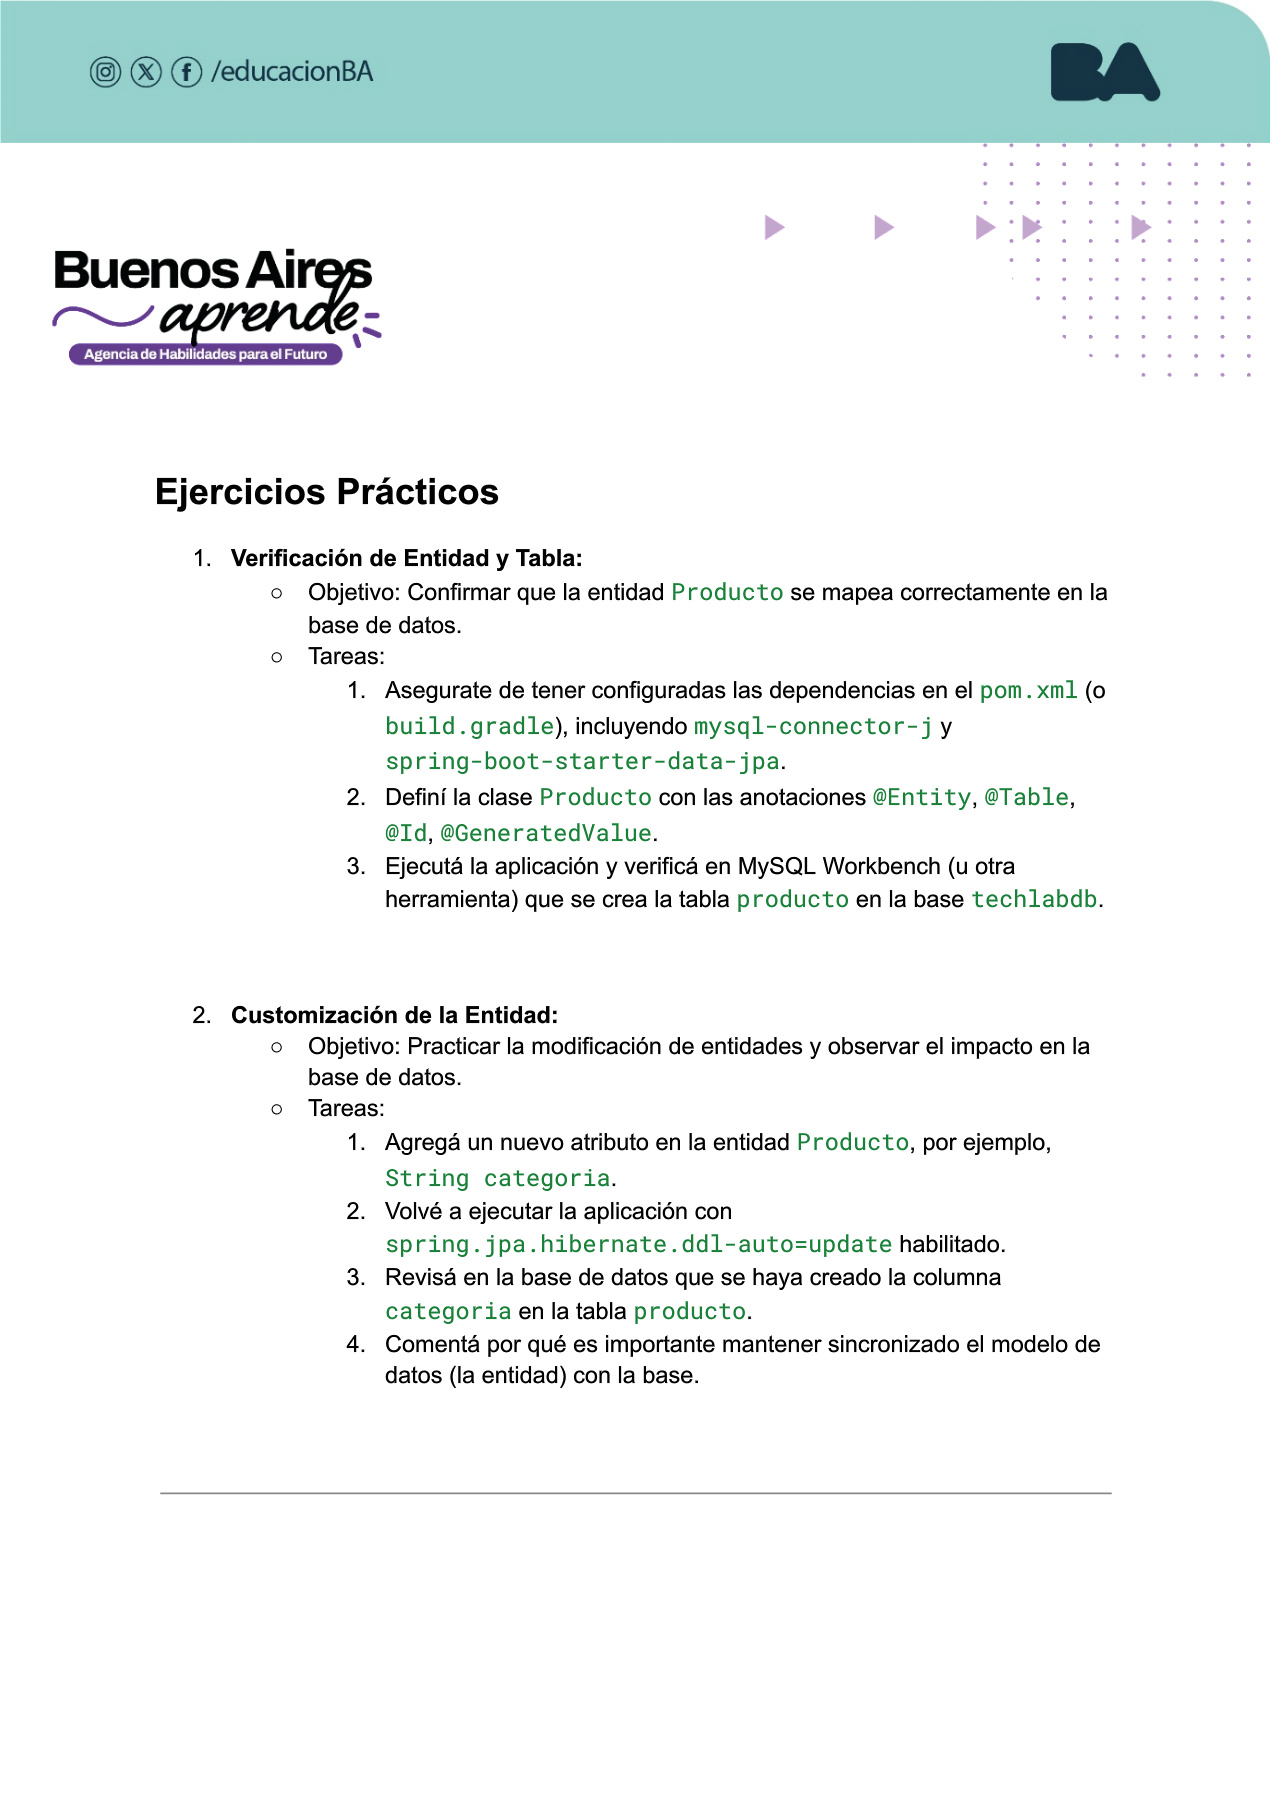 /educacionBA
BA
Buenos Aires
aprende
Agencia de Habilidades para el Futuro
Ejercicios Prácticos
1. Verificación de Entidad y Tabla:
○ Objetivo: Confirmar que la entidad Producto se mapea correctamente en la
base de datos.
○ Tareas:
1. Asegurate de tener configuradas las dependencias en el pom.xml (o
build.gradle), incluyendo mysql-connector-j y
spring-boot-starter-data-jpa.
2. Definí la clase Producto con las anotaciones @Entity, @Table,
@Id, @GeneratedValue.
3. Ejecutá la aplicación y verificá en MySQL Workbench (u otra
herramienta) que se crea la tabla producto en la base techlabdb.
2. Customización de la Entidad:
○ Objetivo: Practicar la modificación de entidades y observar el impacto en la
base de datos.
○ Tareas:
1. Agregá un nuevo atributo en la entidad Producto, por ejemplo,
String categoria.
2. Volvé a ejecutar la aplicación con
spring.jpa.hibernate.ddl-auto=update habilitado.
3. Revisá en la base de datos que se haya creado la columna
categoria en la tabla producto.
4. Comentá por qué es importante mantener sincronizado el modelo de
datos (la entidad) con la base.